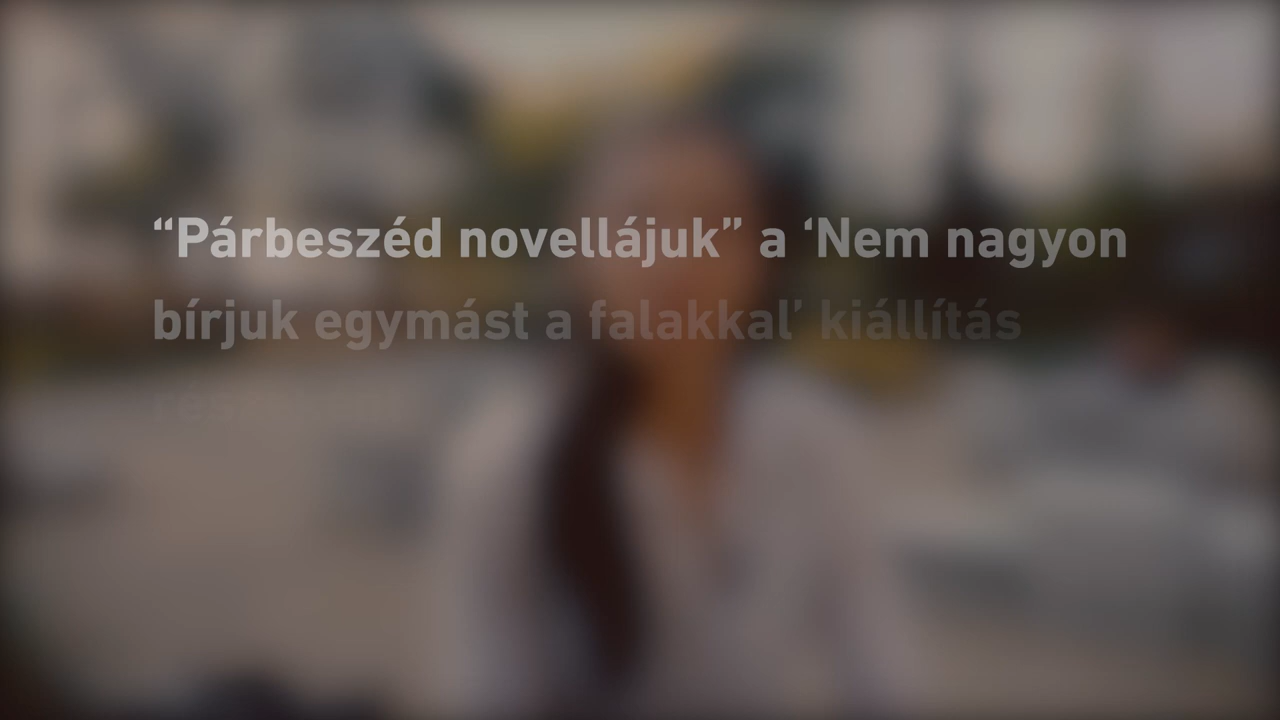 “Párbeszéd novellájuk” a ‘Nem nagyon
bírjuk egymást a falakkal’ kiállítás